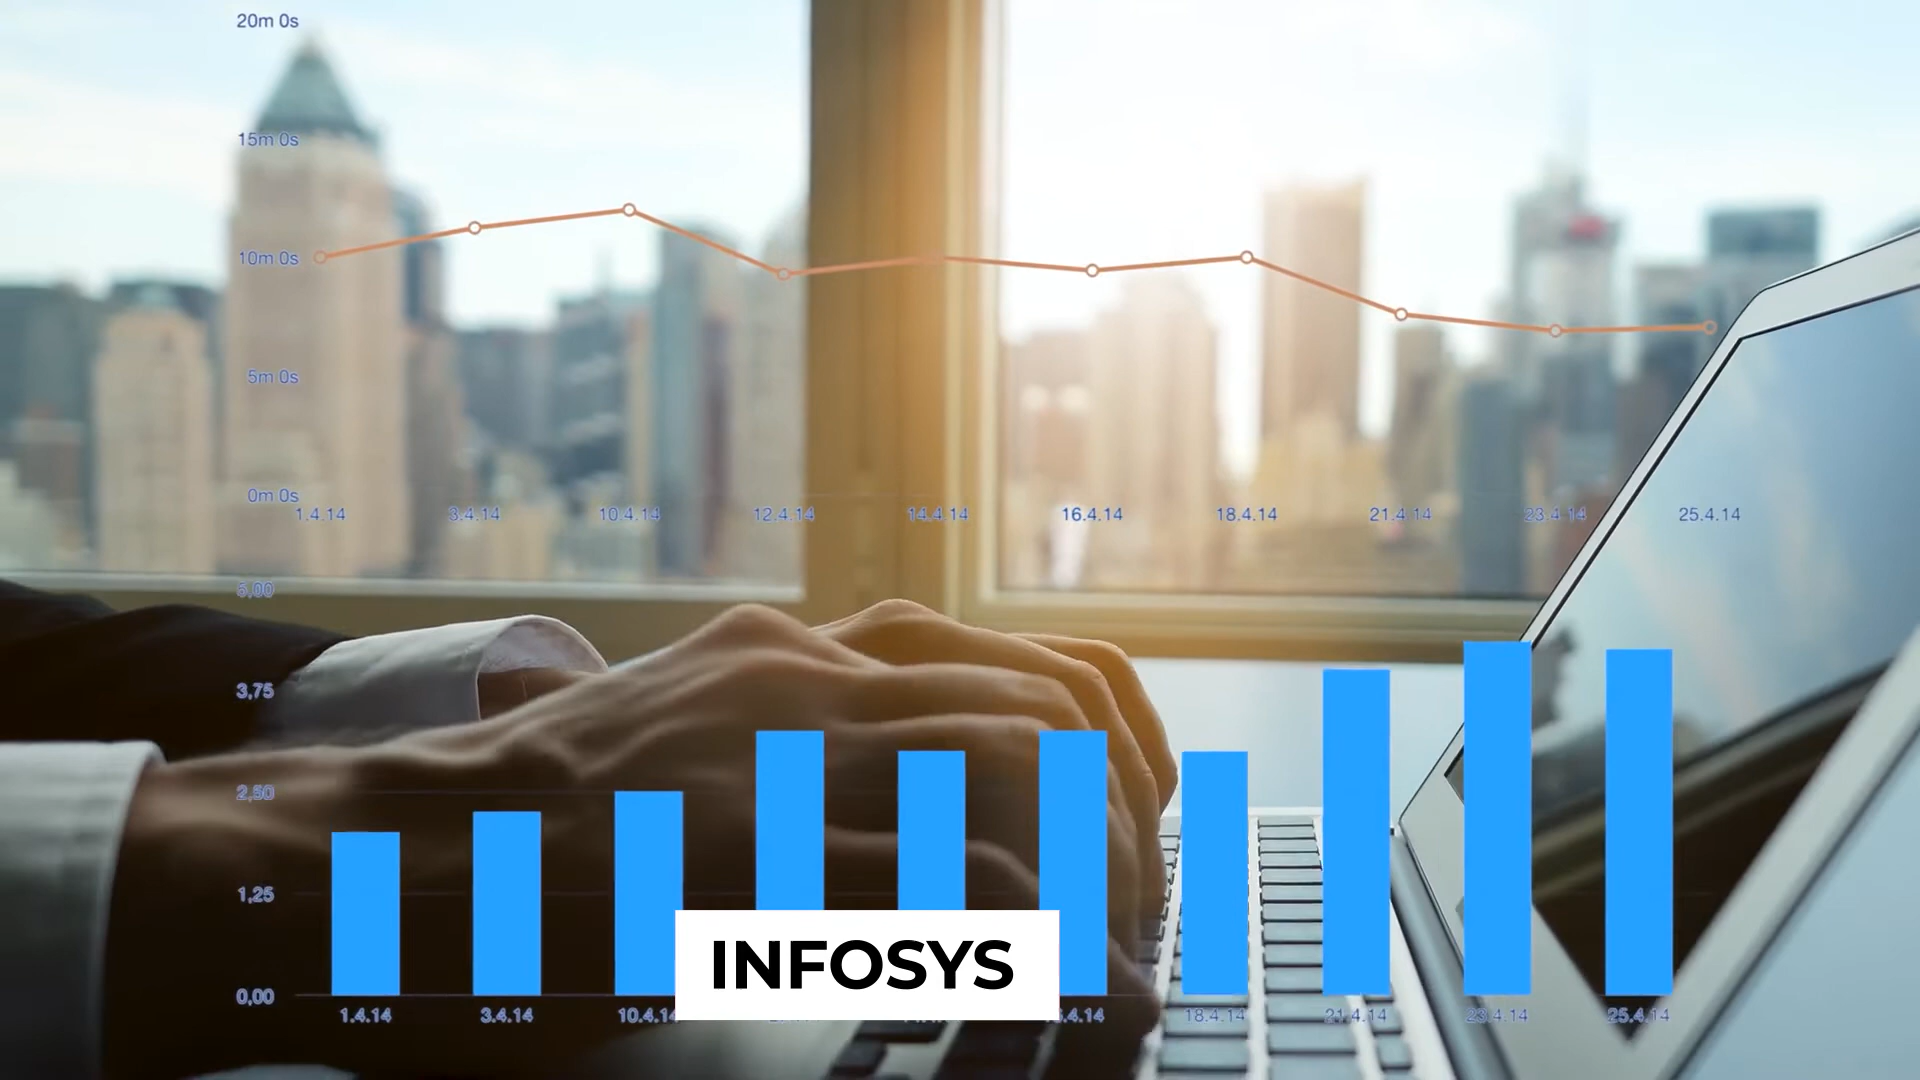 20m 0s
15m 0s
10m 0s
5m 0s
0m 0s
1.4.14 3.4.14 10.4.14 12.4.14 14.4.14 16.4.14 18.4.14 21.4.14 23.4.14 25.4.14
5,00
3,75
2,50
1,25
0,00
1.4.14 3.4.14 10.4.14 18.4.14 21.4.14 23.4.14 25.4.14
INFOSYS